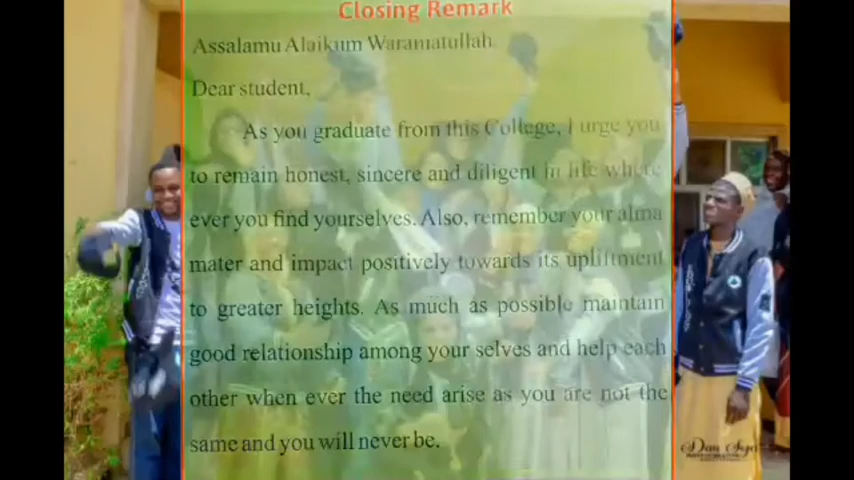 Closing Remark
Assalamu Alaikum Waramatullah.
Dear student,
As you graduate from this College, I urge you
to remain honest, sincere and diligent in life where
ever you find yourselves. Also, remember your alma
mater and impact positively towards its upliftment
to greater heights. As much as possible maintain
good relationship among your selves and help each
other when ever the need arise as you are not the
same and you will never be.